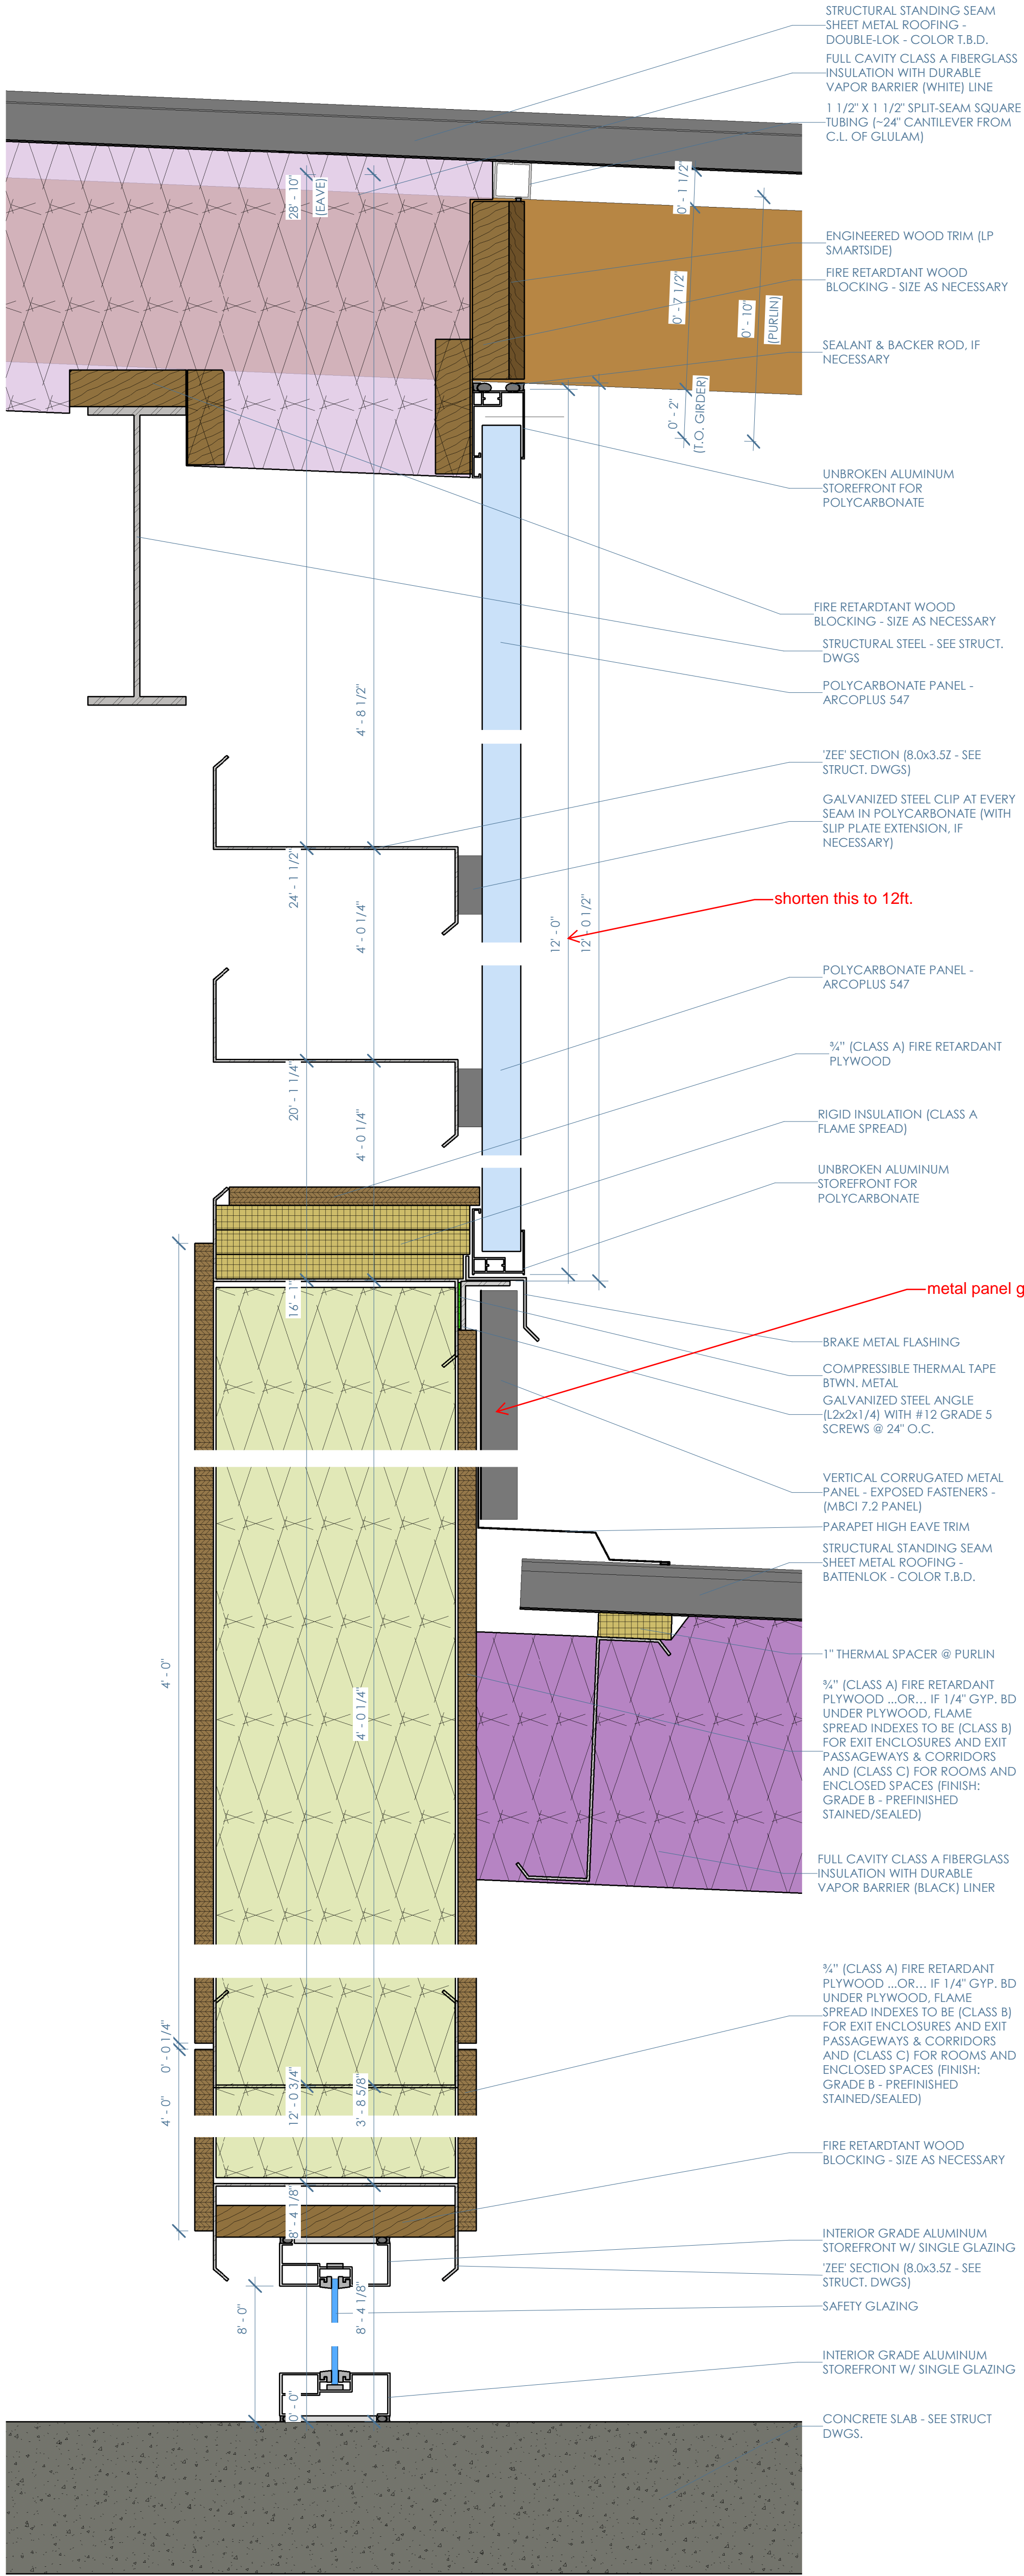 STRUCTURAL STANDING SEAM
SHEET METAL ROOFING -
DOUBLE-LOK - COLOR T.B.D.
FULL CAVITY CLASS A FIBERGLASS
INSULATION WITH DURABLE
VAPOR BARRIER (WHITE) LINE
1 1/2" X 1 1/2" SPLIT-SEAM SQUARE
TUBING (~24" CANTILEVER FROM
C.L. OF GLULAM)
28' - 10"
(EAVE)
0' - 1 1/2"
0' - 7 1/2"
0' - 10"
(PURLIN)
0' - 2"
(T.O. GIRDER)
ENGINEERED WOOD TRIM (LP
SMARTSIDE)
FIRE RETARDTANT WOOD
BLOCKING - SIZE AS NECESSARY
SEALANT & BACKER ROD, IF
NECESSARY
UNBROKEN ALUMINUM
STOREFRONT FOR
POLYCARBONATE
FIRE RETARDTANT WOOD
BLOCKING - SIZE AS NECESSARY
STRUCTURAL STEEL - SEE STRUCT.
DWGS
POLYCARBONATE PANEL -
ARCOPLUS 547
4' - 8 1/2"
'ZEE' SECTION (8.0x3.5Z - SEE
STRUCT. DWGS)
GALVANIZED STEEL CLIP AT EVERY
SEAM IN POLYCARBONATE (WITH
SLIP PLATE EXTENSION, IF
NECESSARY)
24' - 1 1/2"
4' - 0 1/4"
12' - 0"
12' - 0 1/2"
shorten this to 12ft.
POLYCARBONATE PANEL -
ARCOPLUS 547
¾" (CLASS A) FIRE RETARDANT
PLYWOOD
20' - 1 1/4"
4' - 0 1/4"
RIGID INSULATION (CLASS A
FLAME SPREAD)
UNBROKEN ALUMINUM
STOREFRONT FOR
POLYCARBONATE
16' - 1"
metal panel g
BRAKE METAL FLASHING
COMPRESSIBLE THERMAL TAPE
BTWN. METAL
GALVANIZED STEEL ANGLE
(L2x2x1/4) WITH #12 GRADE 5
SCREWS @ 24" O.C.
VERTICAL CORRUGATED METAL
PANEL - EXPOSED FASTENERS -
(MBCI 7.2 PANEL)
PARAPET HIGH EAVE TRIM
STRUCTURAL STANDING SEAM
SHEET METAL ROOFING -
BATTENLOK - COLOR T.B.D.
4' - 0"
4' - 0 1/4"
1" THERMAL SPACER @ PURLIN
¾" (CLASS A) FIRE RETARDANT
PLYWOOD ...OR... IF 1/4" GYP. BD
UNDER PLYWOOD, FLAME
SPREAD INDEXES TO BE (CLASS B)
FOR EXIT ENCLOSURES AND EXIT
PASSAGEWAYS & CORRIDORS
AND (CLASS C) FOR ROOMS AND
ENCLOSED SPACES (FINISH:
GRADE B - PREFINISHED
STAINED/SEALED)
FULL CAVITY CLASS A FIBERGLASS
INSULATION WITH DURABLE
VAPOR BARRIER (BLACK) LINER
¾" (CLASS A) FIRE RETARDANT
PLYWOOD ...OR... IF 1/4" GYP. BD
UNDER PLYWOOD, FLAME
SPREAD INDEXES TO BE (CLASS B)
FOR EXIT ENCLOSURES AND EXIT
PASSAGEWAYS & CORRIDORS
AND (CLASS C) FOR ROOMS AND
ENCLOSED SPACES (FINISH:
GRADE B - PREFINISHED
STAINED/SEALED)
0' - 0 1/4"
4' - 0"
12' - 0 3/4"
3' - 8 5/8"
FIRE RETARDTANT WOOD
BLOCKING - SIZE AS NECESSARY
8' - 4 1/8"
INTERIOR GRADE ALUMINUM
STOREFRONT W/ SINGLE GLAZING
'ZEE' SECTION (8.0x3.5Z - SEE
STRUCT. DWGS)
SAFETY GLAZING
8' - 0"
8' - 4 1/8"
INTERIOR GRADE ALUMINUM
STOREFRONT W/ SINGLE GLAZING
0' - 0"
CONCRETE SLAB - SEE STRUCT
DWGS.